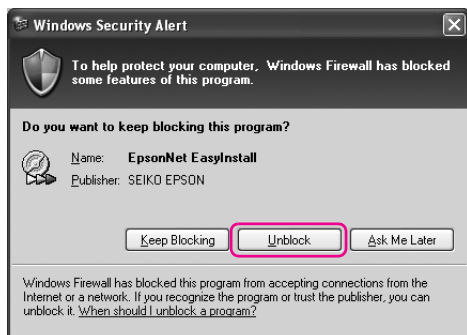 Windows Security Alert
To help protect your computer, Windows Firewall has blocked
some features of this program.
Do you want to keep blocking this program?
Name: EpsonNet EasyInstall
Publisher: SEIKO EPSON
Keep Blocking Unblock Ask Me Later
Windows Firewall has blocked this program from accepting connections from the
Internet or a network. If you recognize the program or trust the publisher, you can
unblock it. When should I unblock a program?